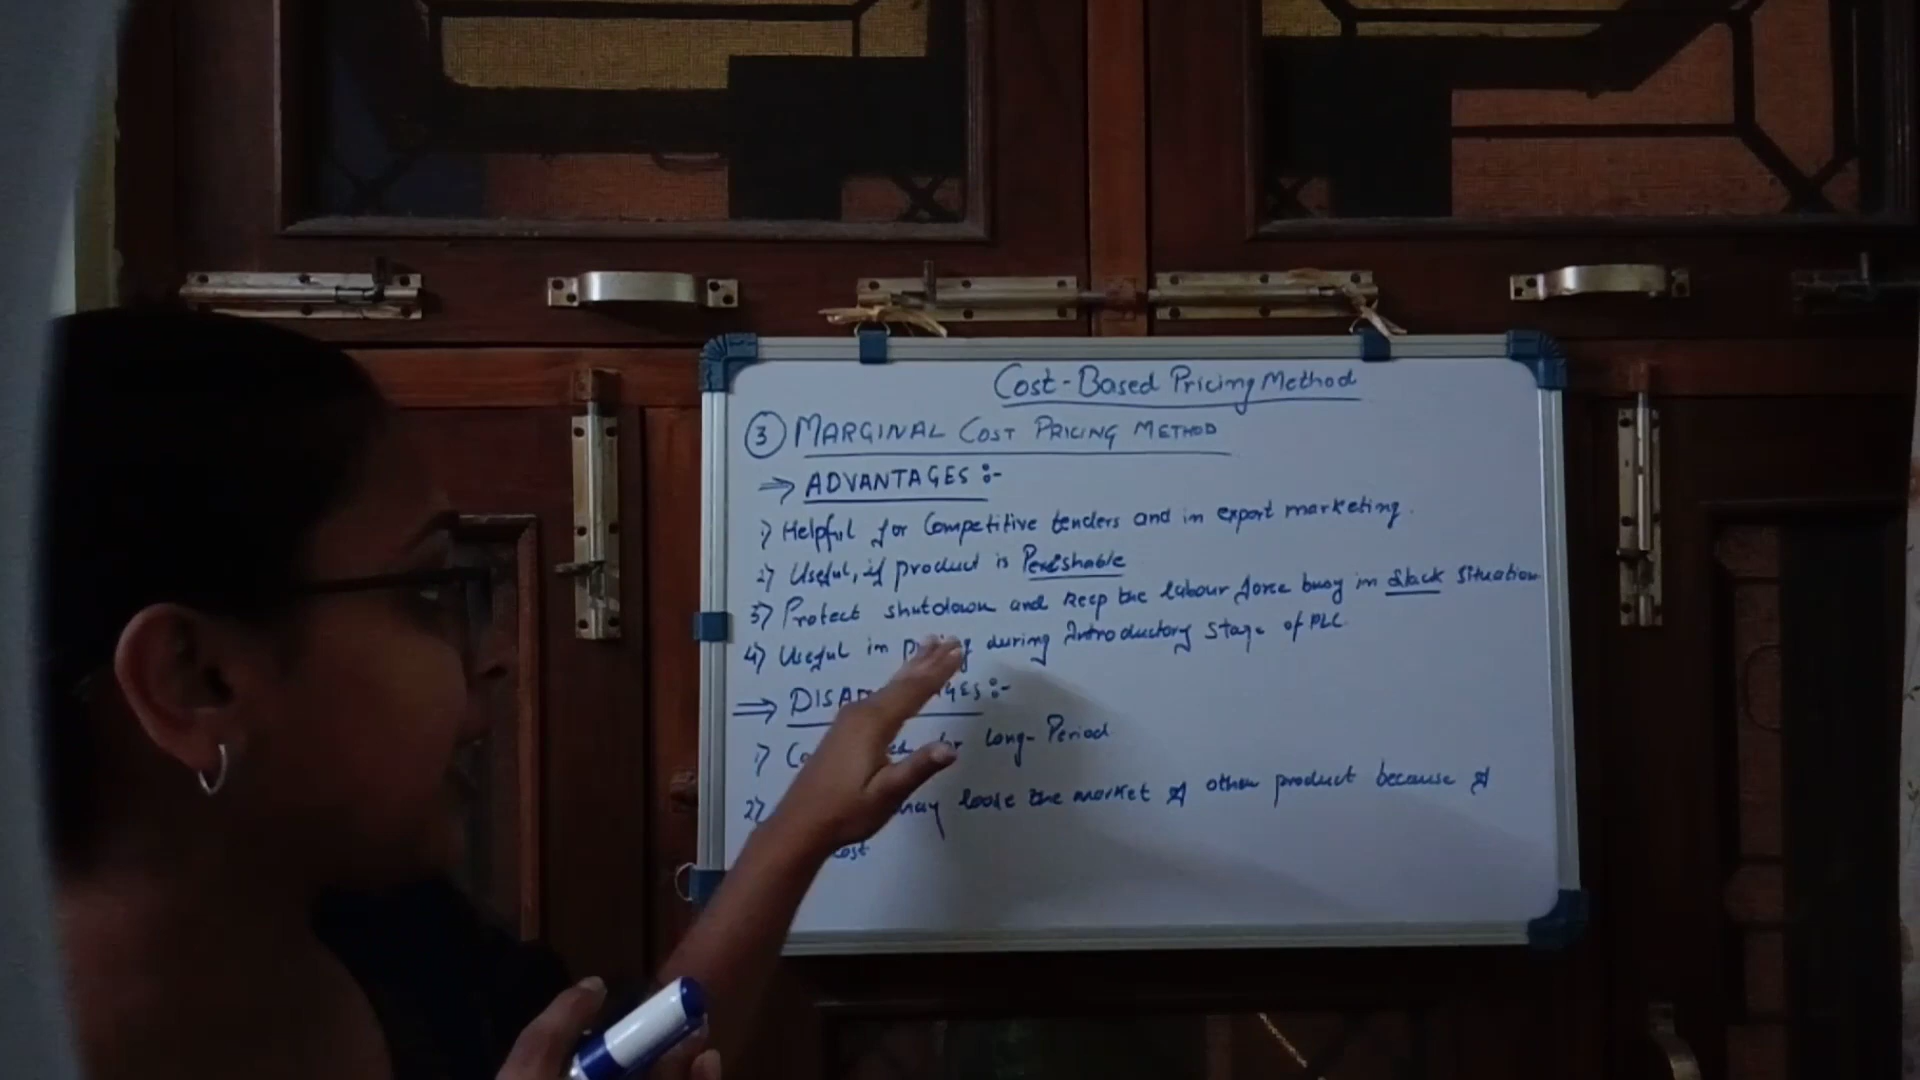 Cost-Based Pricing Method
③ MARGINAL COST PRICING METHOD
⇒ ADVANTAGES :-
1) Helpful for Competitive tenders and in export marketing.
2) Useful, if product is Perishable
3) Protect shutdown and keep the labour force busy in Slack Situation
4) Useful in during Introductory Stage of PLC
⇒ :-
1) Long-Period
2) may the market of other product because of
cost